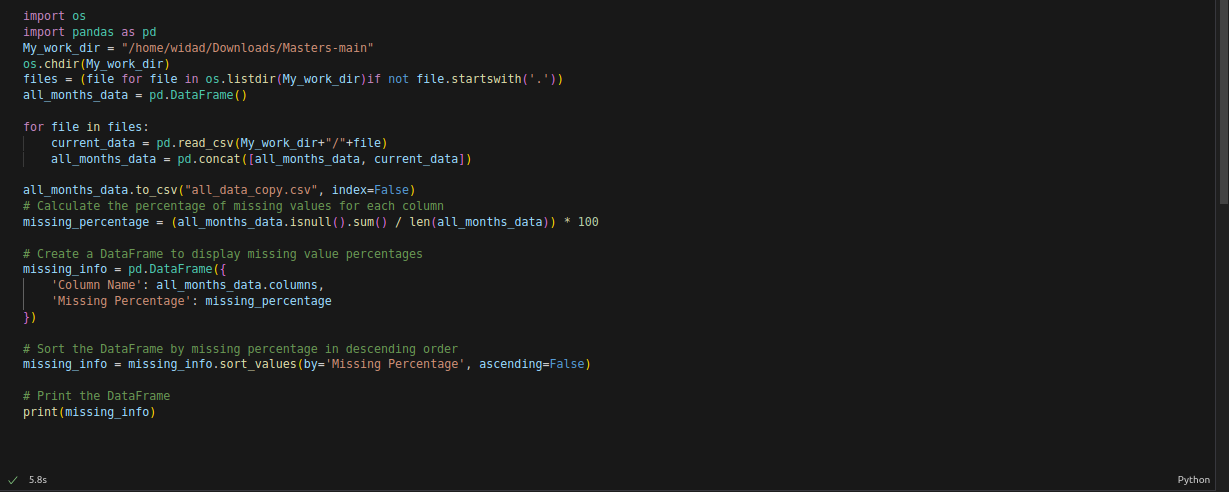 import os
import pandas as pd
My_work_dir = "/home/widad/Downloads/Masters-main"
os.chdir(My_work_dir)
files = (file for file in os.listdir(My_work_dir)if not file.startswith('.'))
all_months_data = pd.DataFrame()
for file in files:
current_data = pd.read_csv(My_work_dir+"/"+file)
all_months_data = pd.concat([all_months_data, current_data])
all_months_data.to_csv("all_data_copy.csv", index=False)
# Calculate the percentage of missing values for each column
missing_percentage = (all_months_data.isnull().sum() / len(all_months_data)) * 100
# Create a DataFrame to display missing value percentages
missing_info = pd.DataFrame({
'Column Name': all_months_data.columns,
'Missing Percentage': missing_percentage
})
# Sort the DataFrame by missing percentage in descending order
missing_info = missing_info.sort_values(by='Missing Percentage', ascending=False)
# Print the DataFrame
print(missing_info)
5.8s Python